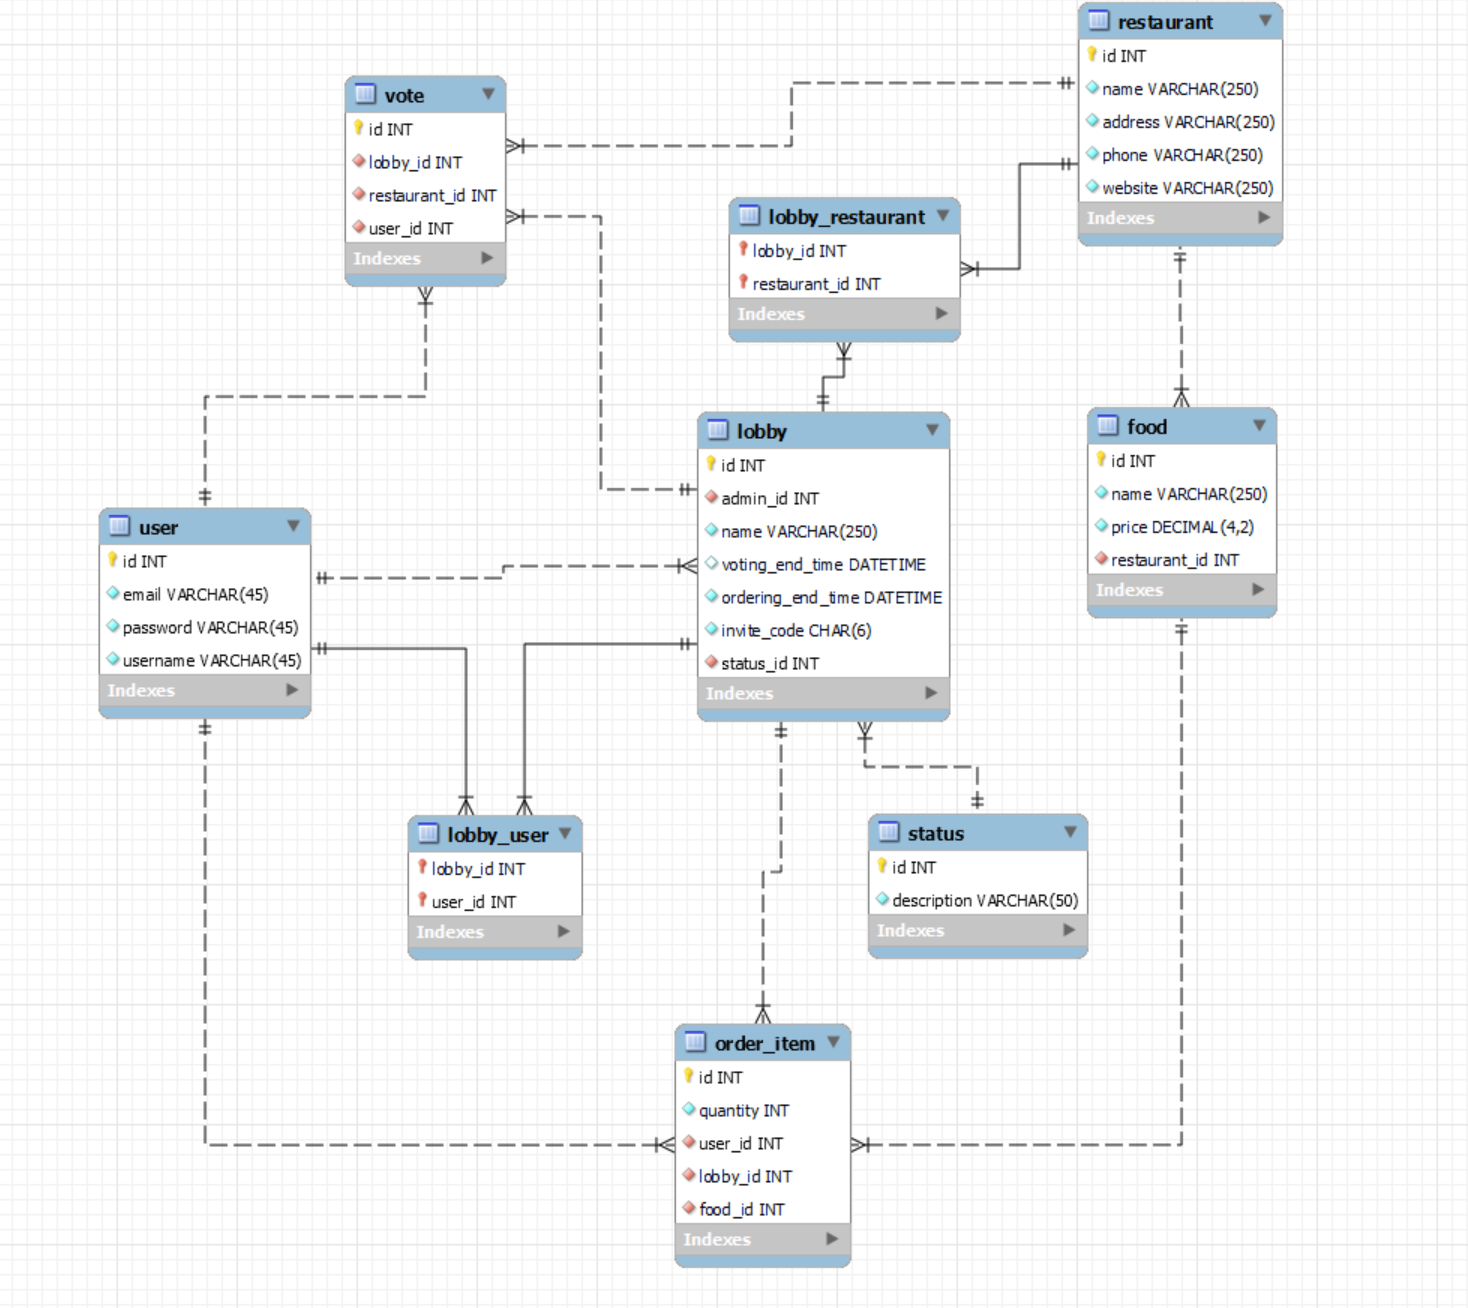 restaurant
id INT
name VARCHAR(250)
address VARCHAR(250)
phone VARCHAR(250)
website VARCHAR(250)
Indexes
vote
id INT
lobby_id INT
restaurant_id INT
user_id INT
Indexes
lobby_restaurant
lobby_id INT
restaurant_id INT
Indexes
lobby
id INT
admin_id INT
name VARCHAR(250)
voting_end_time DATETIME
ordering_end_time DATETIME
invite_code CHAR(6)
status_id INT
Indexes
food
id INT
name VARCHAR(250)
price DECIMAL(4,2)
restaurant_id INT
Indexes
user
id INT
email VARCHAR(45)
password VARCHAR(45)
username VARCHAR(45)
Indexes
lobby_user
lobby_id INT
user_id INT
Indexes
status
id INT
description VARCHAR(50)
Indexes
order_item
id INT
quantity INT
user_id INT
lobby_id INT
food_id INT
Indexes